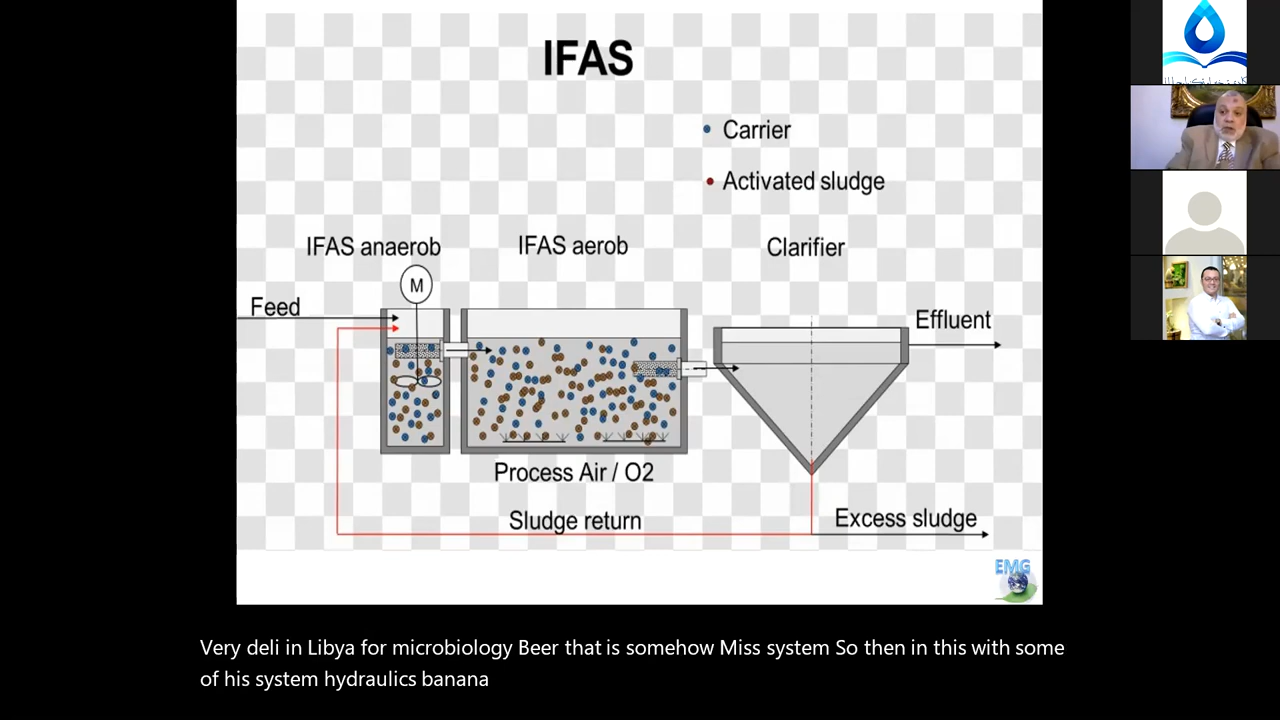 IFAS
Carrier
Activated sludge
IFAS anaerob
IFAS aerob
Clarifier
M
Feed
Effluent
Process Air / O2
Sludge return
Excess sludge
EMG
Very deli in Libya for microbiology Beer that is somehow Miss system So then in this with some
of his system hydraulics banana